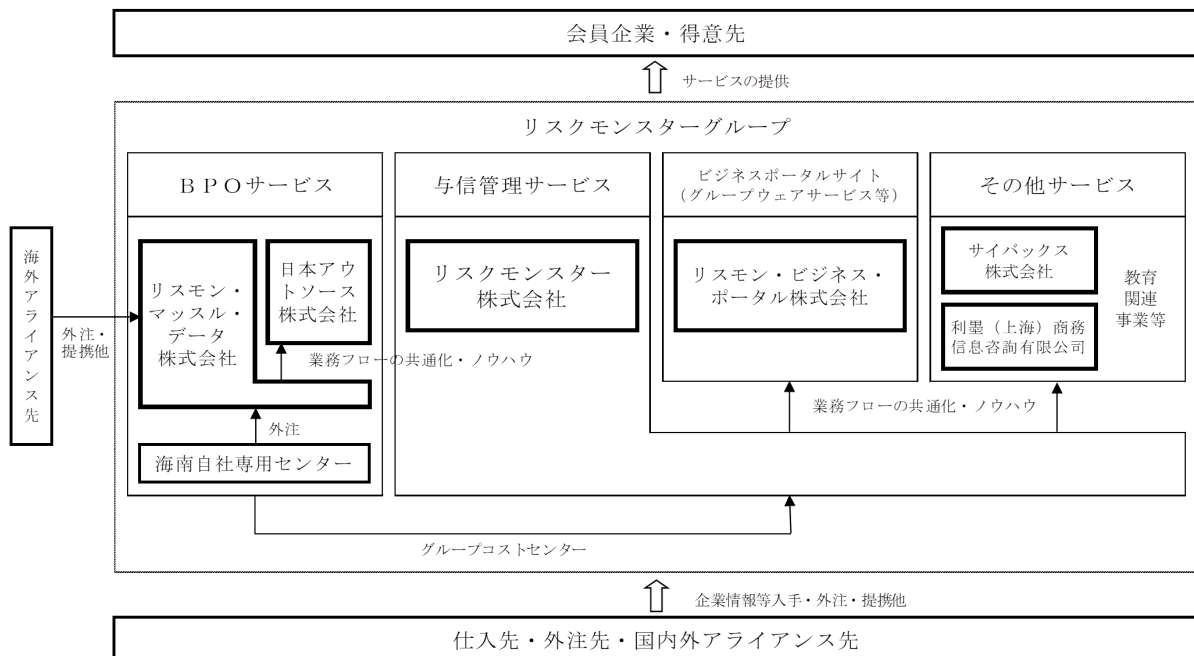 会員企業・得意先
サービスの提供
リスクモンスターグループ
ＢＰＯサービス
与信管理サービス
ビジネスポータルサイト
（グループウェアサービス等）
その他サービス
海外アライアンス先
外注・
提携他
リスモン・
マッスル・
データ
株式会社
日本アウ
トソース
株式会社
業務フローの共通化・ノウハウ
外注
海南自社専用センター
リスクモンスター
株式会社
リスモン・ビジネス・
ポータル株式会社
サイバックス
株式会社
利墨（上海）商務
信息咨詢有限公司
教育
関連
事業等
業務フローの共通化・ノウハウ
グループコストセンター
企業情報等入手・外注・提携他
仕入先・外注先・国内外アライアンス先